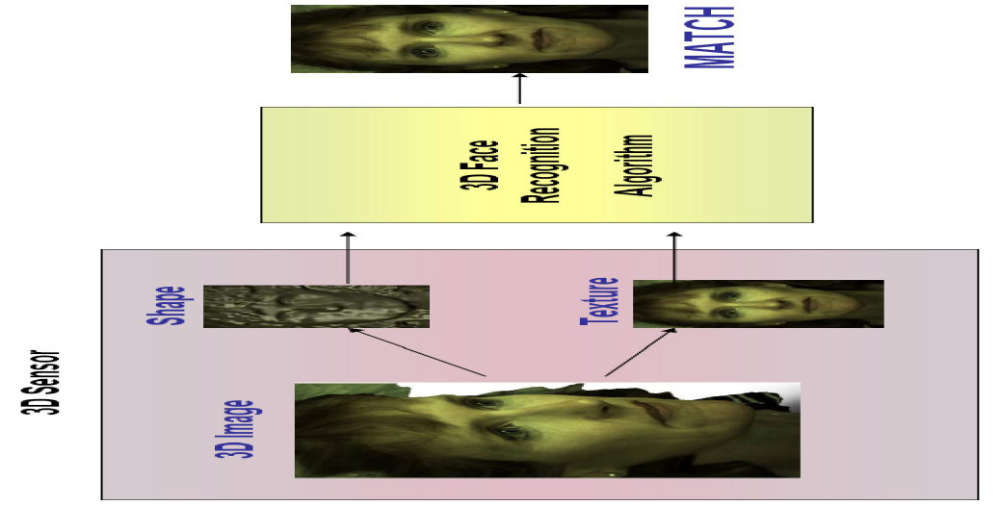 3D Sensor
3D Image
Shape
Texture
3D Face
Recognition
Algorithm
MATCH